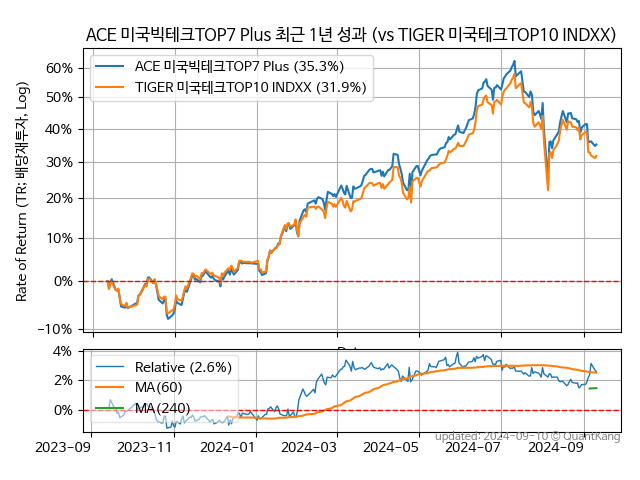 ACE 미국빅테크TOP7 Plus 최근 1년 성과 (vs TIGER 미국테크TOP10 INDXX)
Rate of Return (TR: 배당재투자, Log)
ACE 미국빅테크TOP7 Plus (35.3%)
TIGER 미국테크TOP10 INDXX (31.9%)
60%
50%
40%
30%
20%
10%
0%
−10%
4%
2%
0%
Relative (2.6%)
MA(60)
MA(240)
updated: 2024-09-10 © QuantKang
2023-09
2023-11
2024-01
2024-03
2024-05
2024-07
2024-09